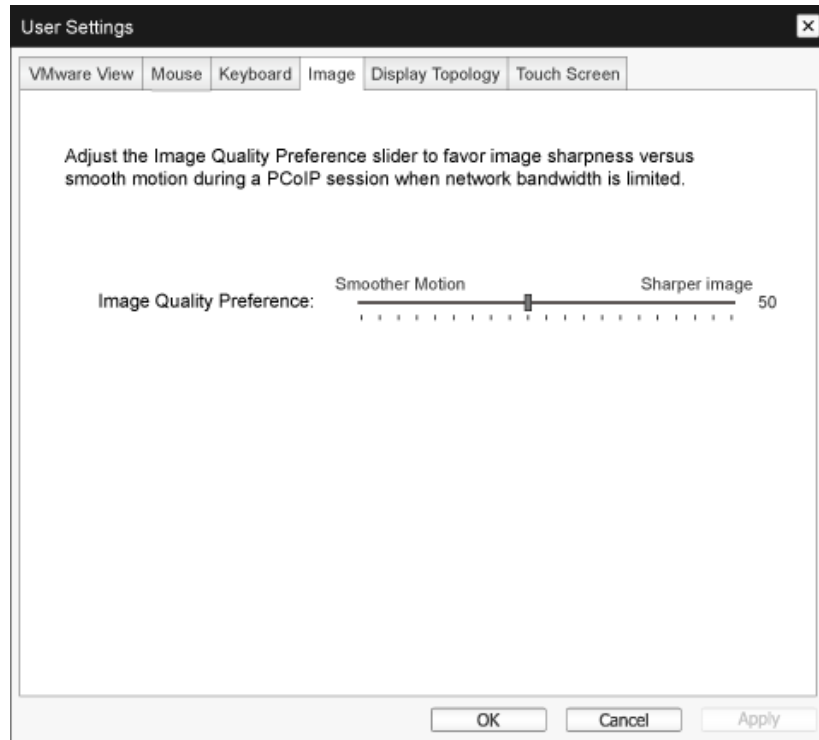 User Settings
VMware View Mouse Keyboard Image Display Topology Touch Screen
Adjust the Image Quality Preference slider to favor image sharpness versus
smooth motion during a PCoIP session when network bandwidth is limited.
Smoother Motion Sharper image
Image Quality Preference: 50
OK Cancel Apply